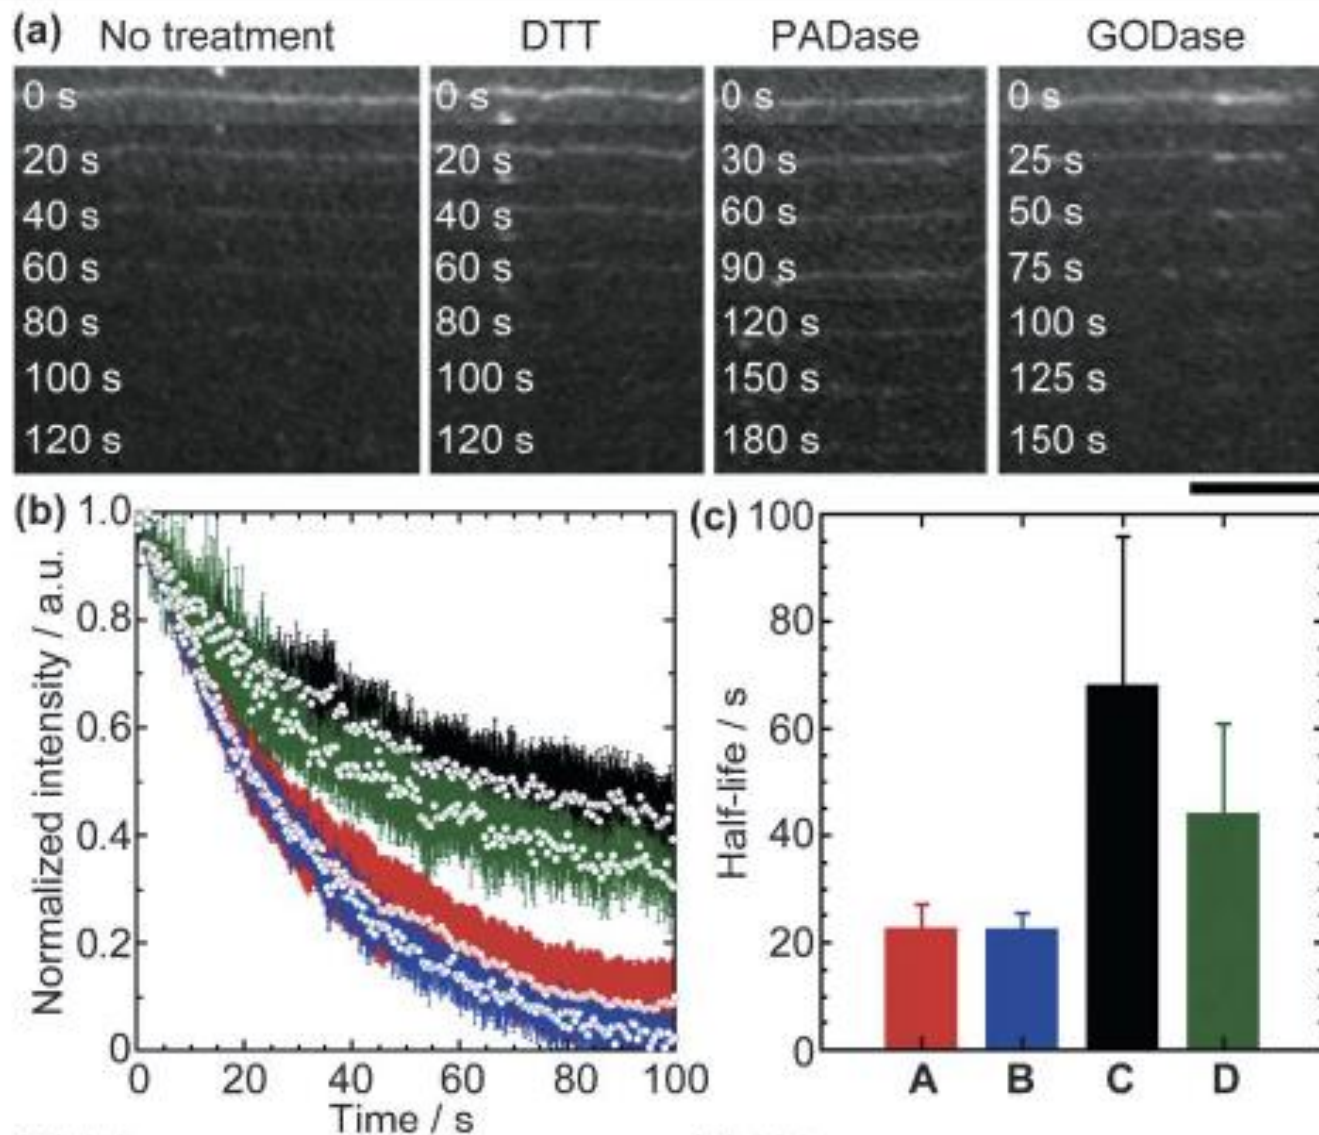 (a) No treatment DTT PADase GODase
0 s 0 s 0 s 0 s
20 s 20 s 30 s 25 s
40 s 40 s 60 s 50 s
60 s 60 s 90 s 75 s
80 s 80 s 120 s 100 s
100 s 100 s 150 s 125 s
120 s 120 s 180 s 150 s
(b)
Normalized intensity / a.u.
1.0
0.8
0.6
0.4
0.2
0
0 20 40 60 80 100
Time / s
(c)
Half-life / s
100
80
60
40
20
0
A B C D